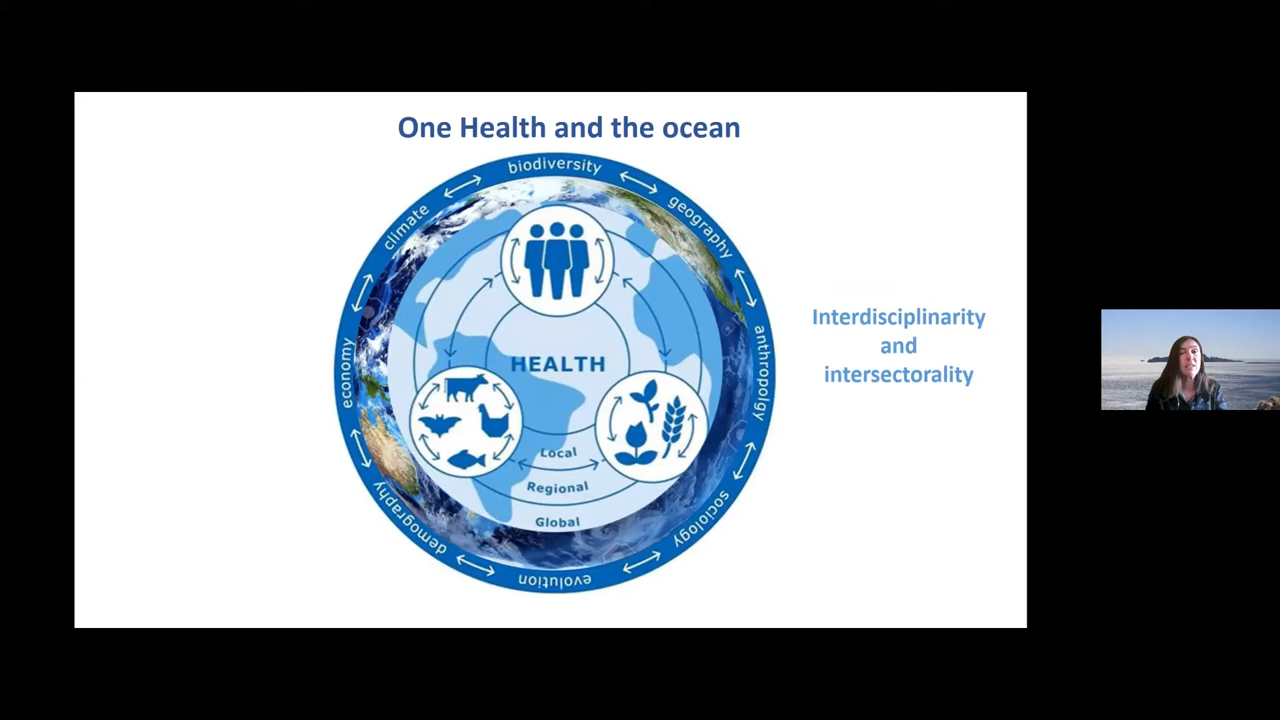 One Health and the ocean
biodiversity
climate
geography
economy
anthropolgy
demography
sociology
evolution
HEALTH
Local
Regional
Global
Interdisciplinarity
and
intersectorality